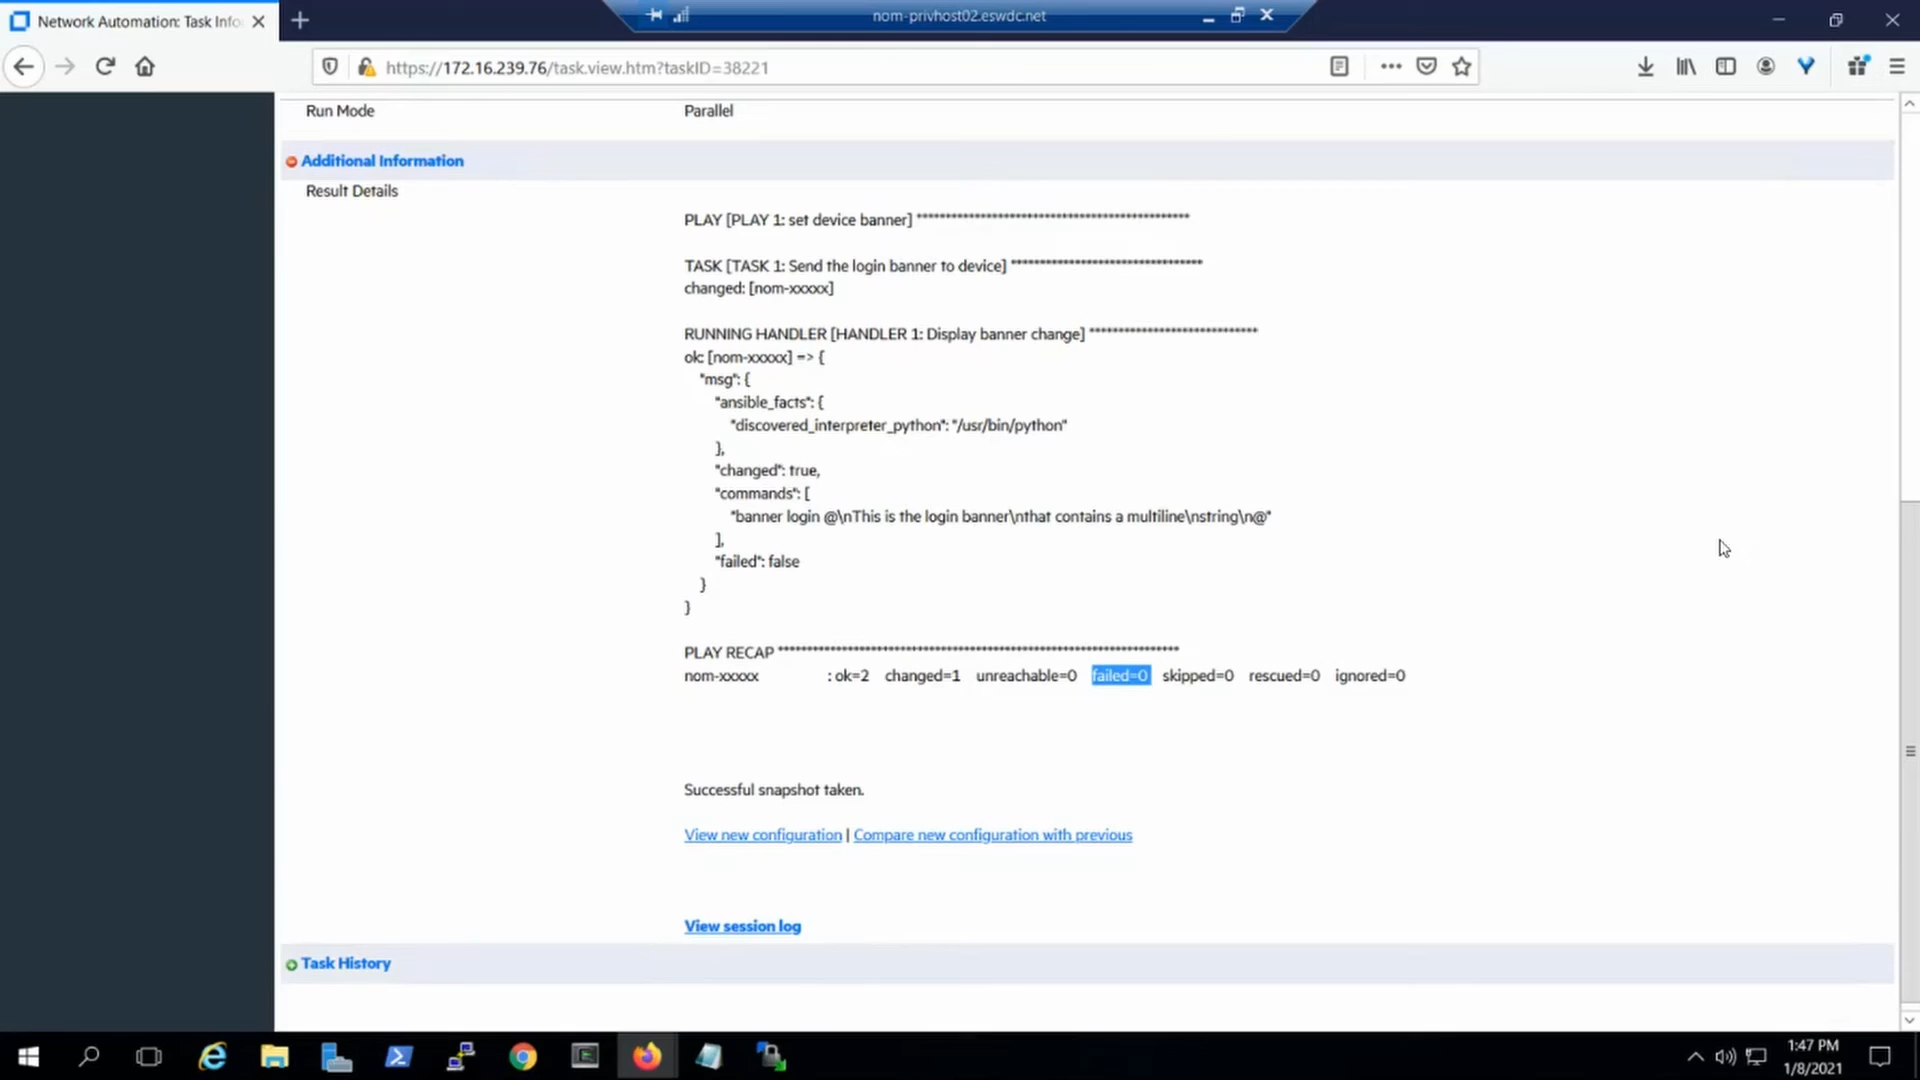 Network Automation: Task Info
nom-privhost02.eswdc.net
https://172.16.239.76/task.view.htm?taskID=38221
Run Mode Parallel
Additional Information
Result Details
PLAY [PLAY 1: set device banner] ************************************************
TASK [TASK 1: Send the login banner to device] **********************************
changed: [nom-xxxxx]
RUNNING HANDLER [HANDLER 1: Display banner change] ******************************
ok: [nom-xxxxx] => {
"msg": {
"ansible_facts": {
"discovered_interpreter_python": "/usr/bin/python"
},
"changed": true,
"commands": [
"banner login @\nThis is the login banner\nthat contains a multiline\nstring\n@"
],
"failed": false
}
}
PLAY RECAP **********************************************************************
nom-xxxxx : ok=2 changed=1 unreachable=0 failed=0 skipped=0 rescued=0 ignored=0
Successful snapshot taken.
View new configuration | Compare new configuration with previous
View session log
Task History
1:47 PM
1/8/2021